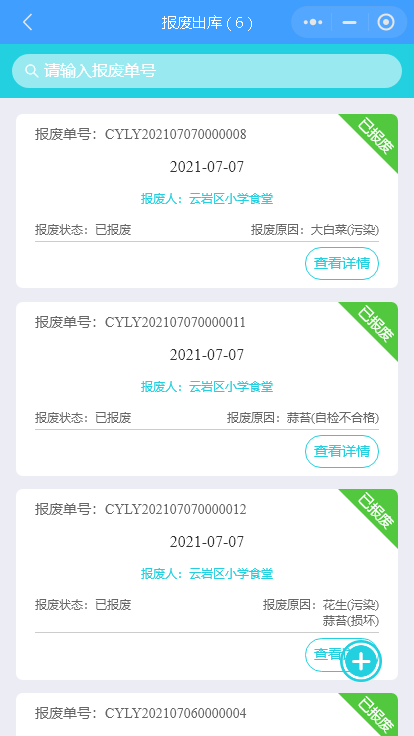 报废出库 ( 6 )
请输入报废单号
已报废
报废单号：CYLY202107070000008
2021-07-07
报废人：云岩区小学食堂
报废状态：已报废
报废原因：大白菜(污染)
查看详情
已报废
报废单号：CYLY202107070000011
2021-07-07
报废人：云岩区小学食堂
报废状态：已报废
报废原因：蒜苔(自检不合格)
查看详情
已报废
报废单号：CYLY202107070000012
2021-07-07
报废人：云岩区小学食堂
报废状态：已报废
报废原因：花生(污染)
蒜苔(损坏)
查看
已报废
报废单号：CYLY202107060000004